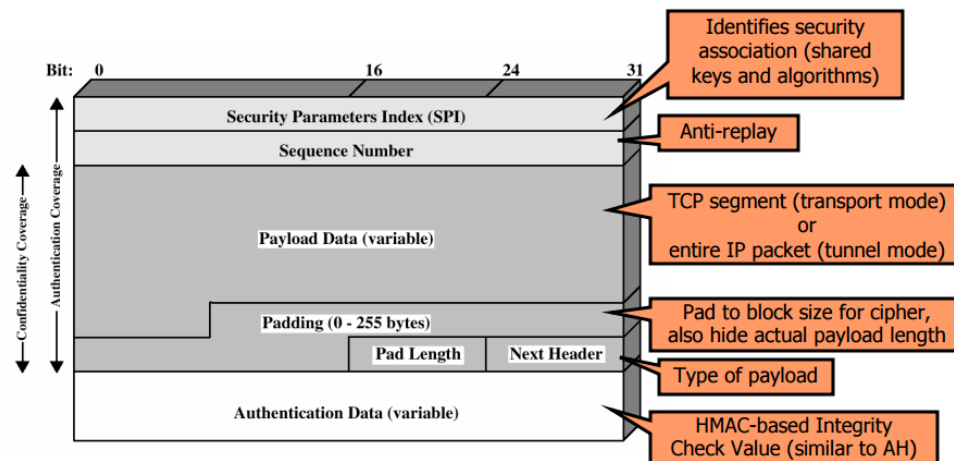 Identifies security
association (shared
keys and algorithms)
Bit: 0 16 24 31
Security Parameters Index (SPI)
Anti-replay
Sequence Number
Confidentiality Coverage
Authentication Coverage
TCP segment (transport mode)
or
entire IP packet (tunnel mode)
Payload Data (variable)
Pad to block size for cipher,
also hide actual payload length
Padding (0 - 255 bytes)
Pad Length Next Header
Type of payload
Authentication Data (variable)
HMAC-based Integrity
Check Value (similar to AH)